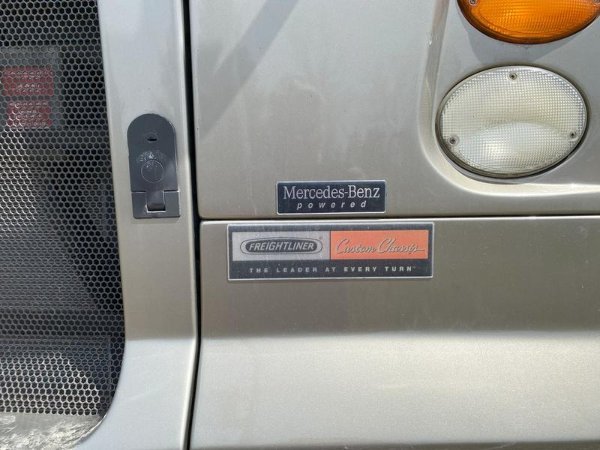 Mercedes-Benz
powered
FREIGHTLINER Custom Chassis
THE LEADER AT EVERY TURN